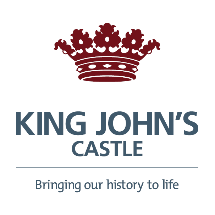 KING JOHN'S
CASTLE
Bringing our history to life